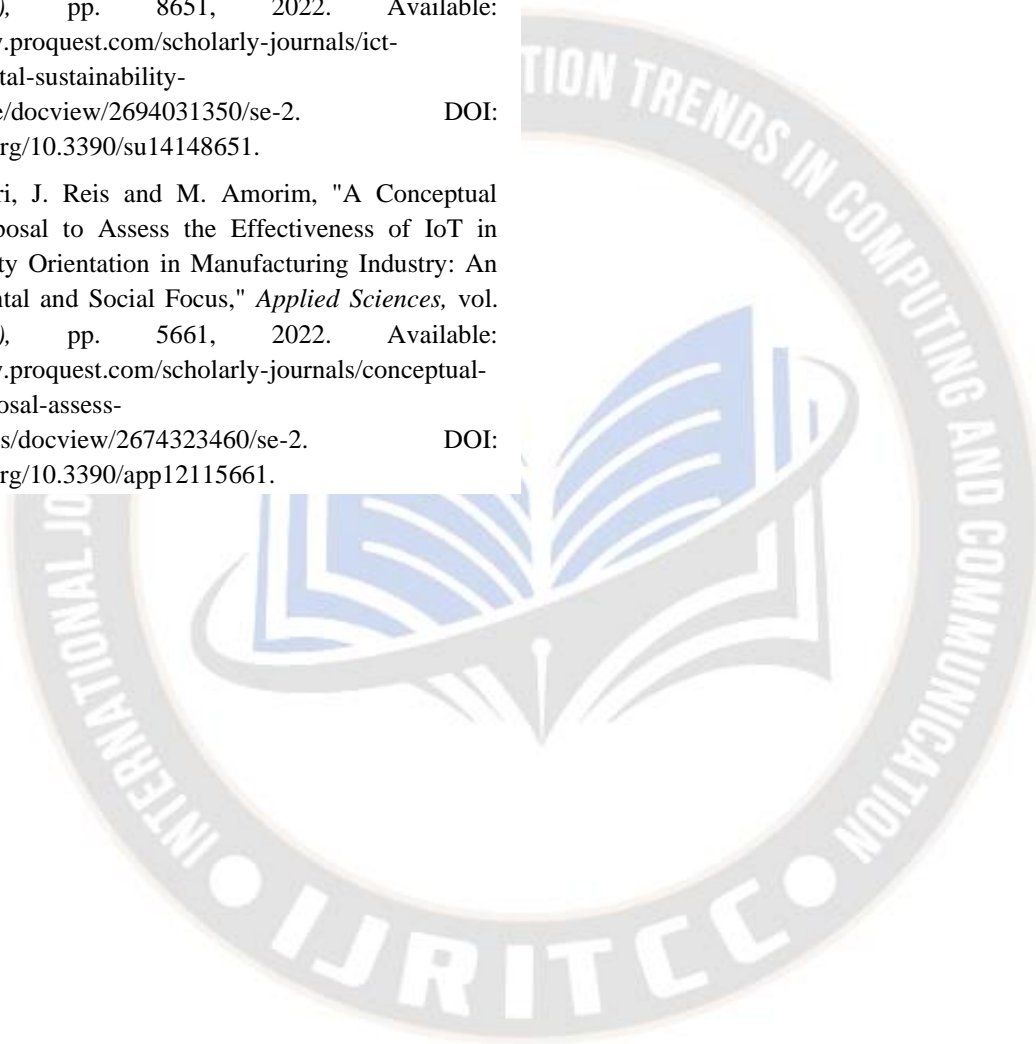 ), pp. 8651, 2022. Available:
.proquest.com/scholarly-journals/ict-
tal-sustainability-
e/docview/2694031350/se-2. DOI:
rg/10.3390/su14148651.
ri, J. Reis and M. Amorim, "A Conceptual
posal to Assess the Effectiveness of IoT in
ty Orientation in Manufacturing Industry: An
ntal and Social Focus," Applied Sciences, vol.
), pp. 5661, 2022. Available:
.proquest.com/scholarly-journals/conceptual-
osal-assess-
s/docview/2674323460/se-2. DOI:
rg/10.3390/app12115661.
INTERNATIONAL JO
TION TRENDS IN COMPUTING AND COMMUNICATION
IJRITCC